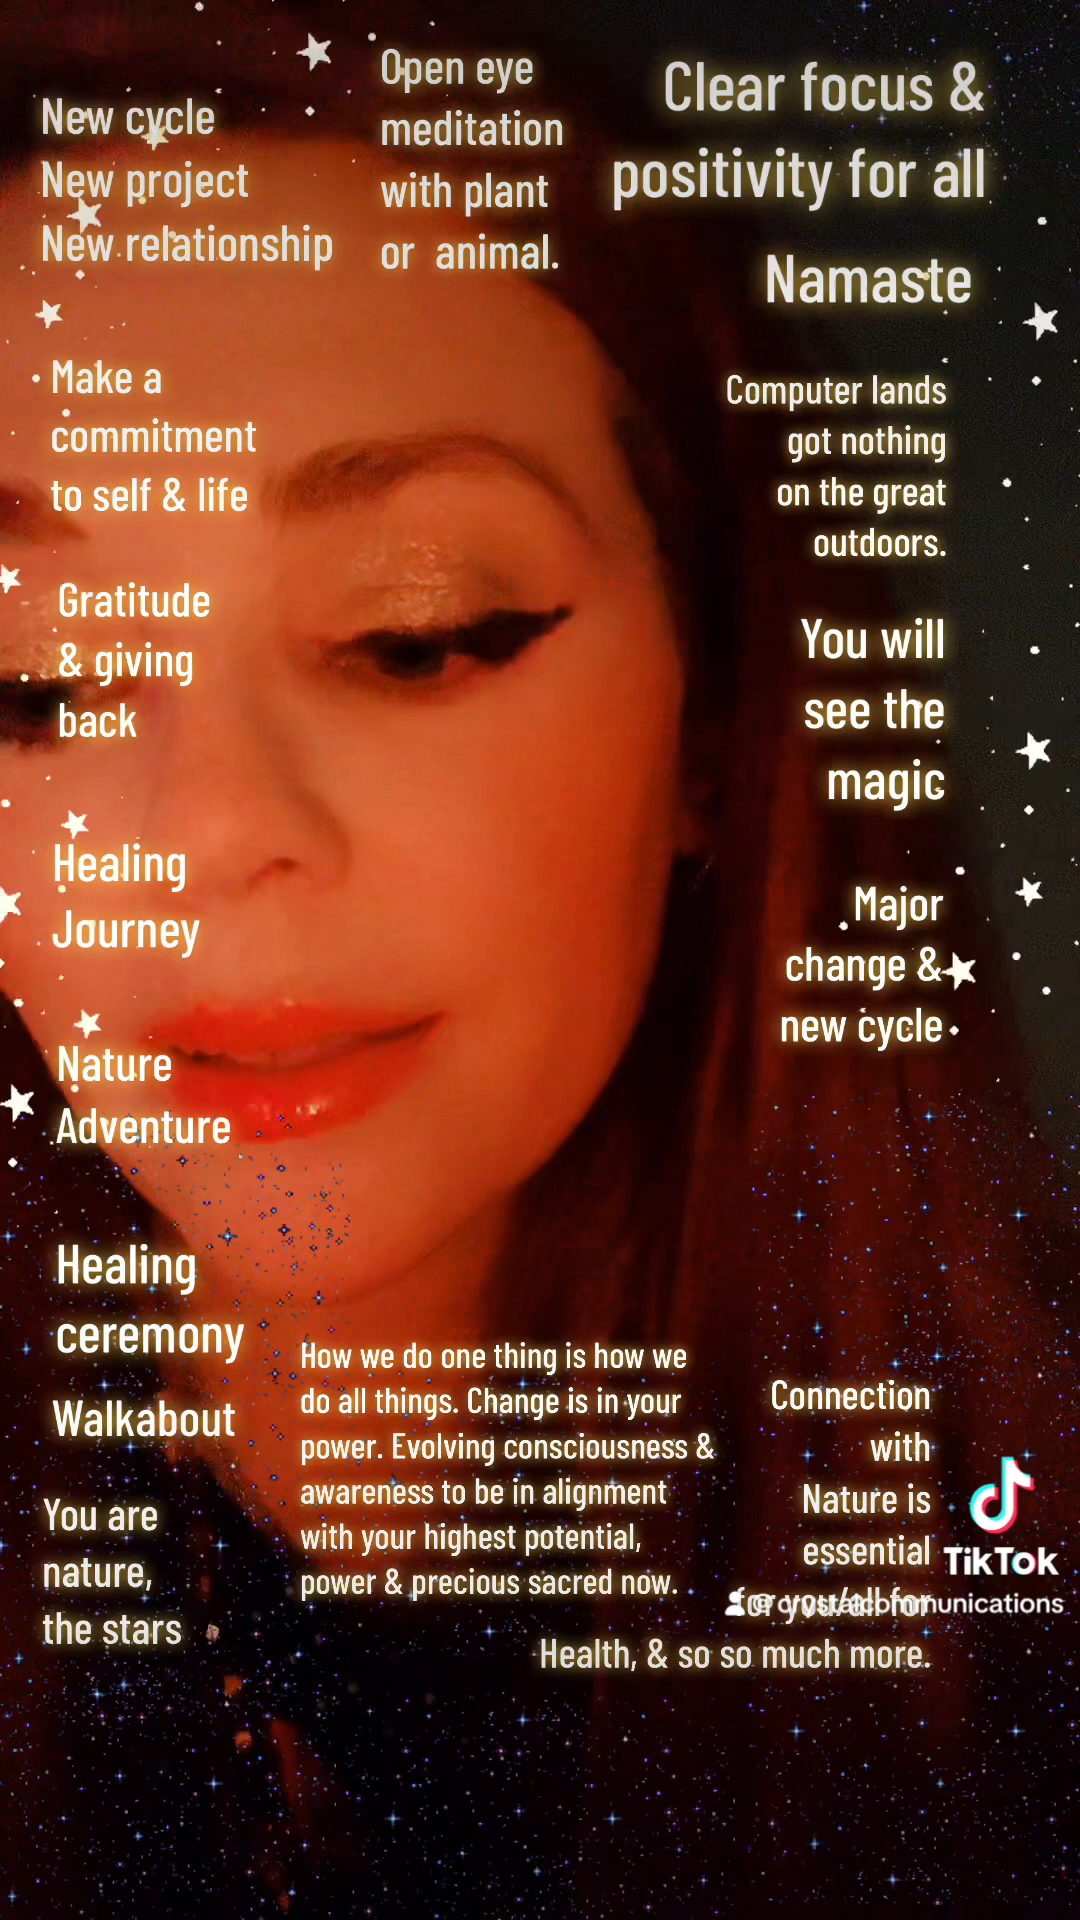 New cycle
New project
New relationship
Open eye
meditation
with plant
or animal.
Clear focus &
positivity for all
Namaste
Make a
commitment
to self & life
Computer lands
got nothing
on the great
outdoors.
Gratitude
& giving
back
You will
see the
magic
Healing
Journey
Major
change &
new cycle
Nature
Adventure
Healing
ceremony
Walkabout
You are
nature,
the stars
How we do one thing is how we
do all things. Change is in your
power. Evolving consciousness &
awareness to be in alignment
with your highest potential,
power & precious sacred now.
Connection
with
Nature is
essential
for you/all for
Health, & so so much more.
TikTok
@crystalcommunications